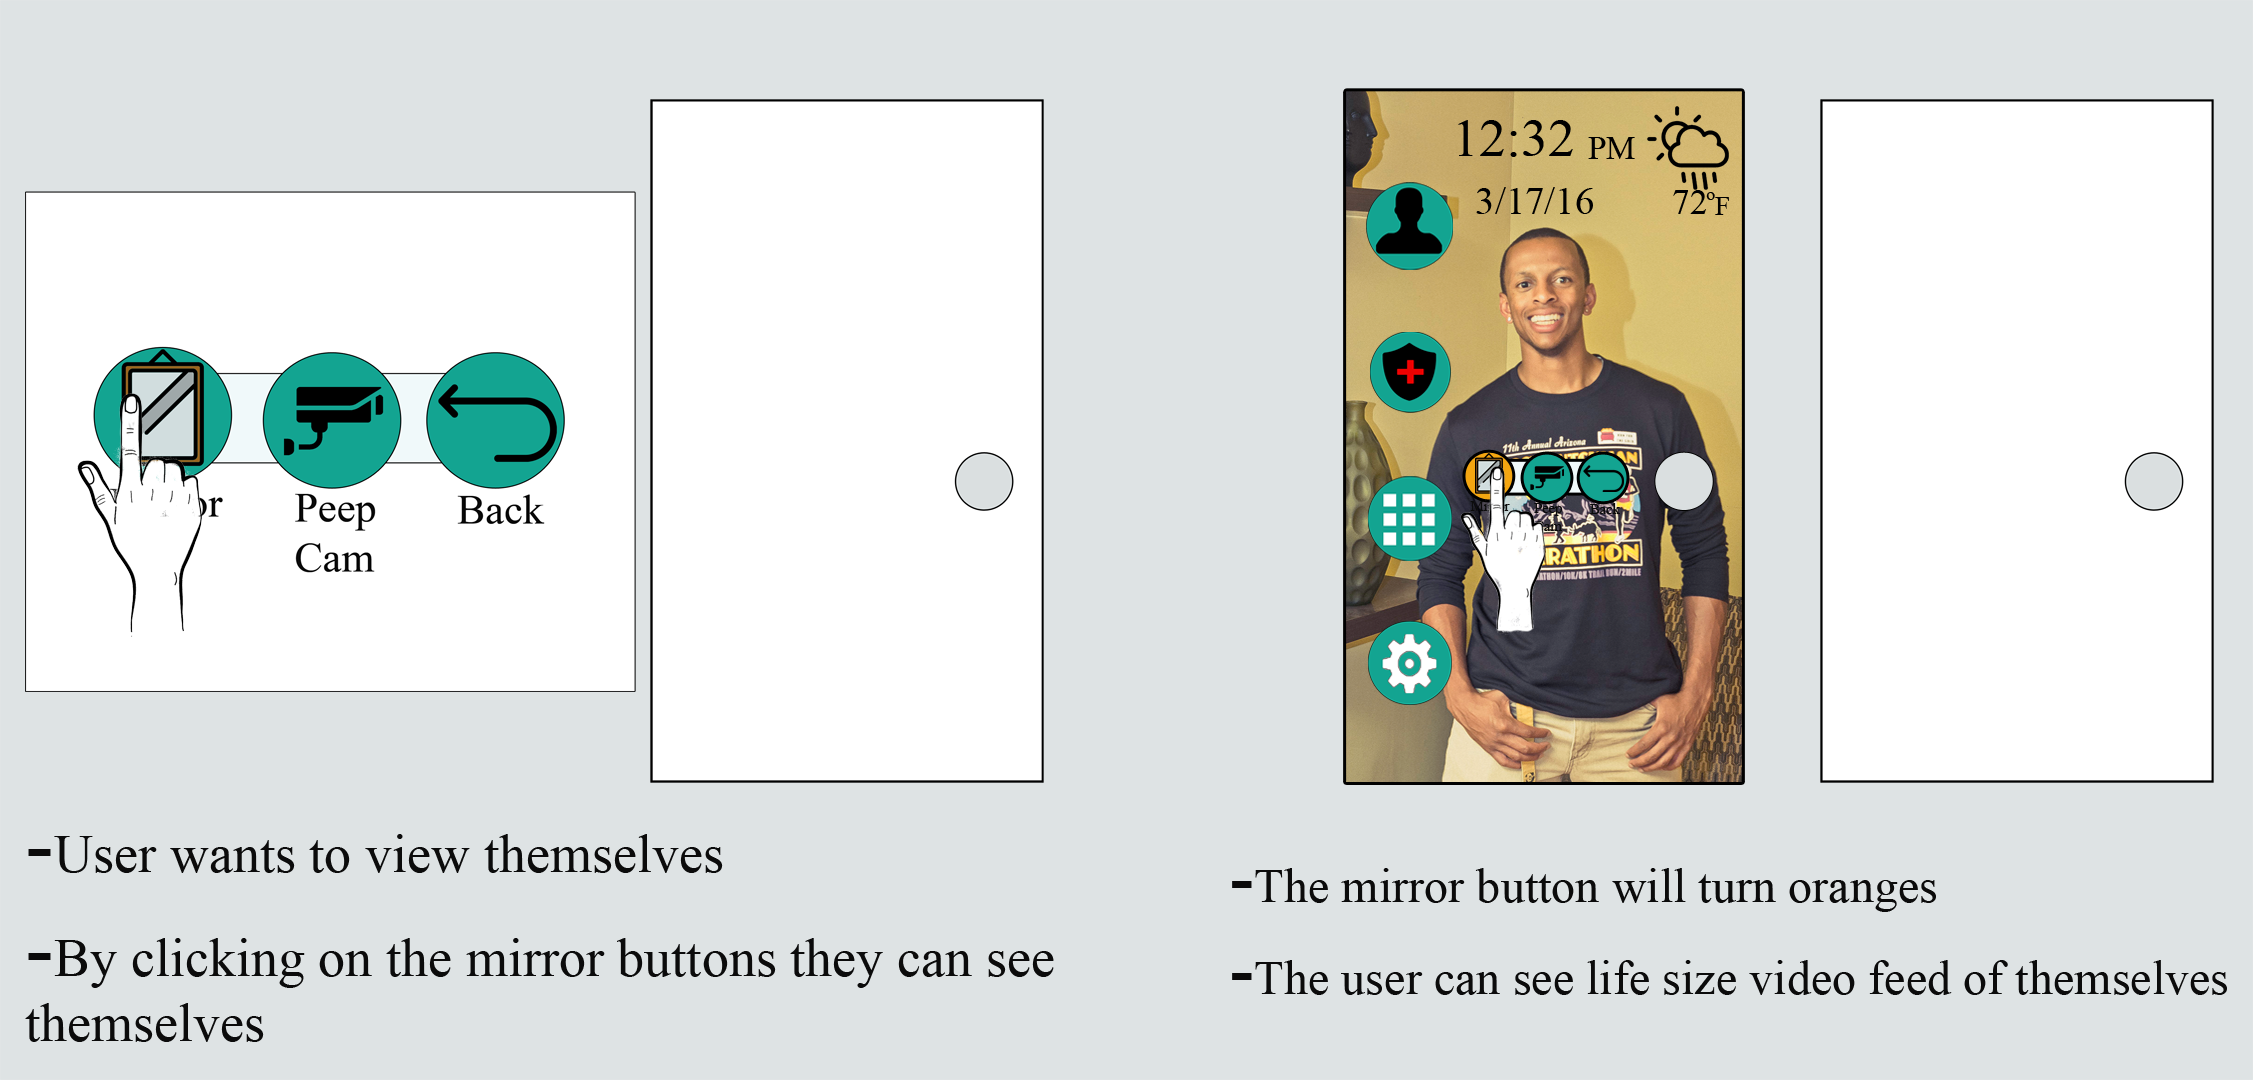 Peep
Cam
Back
-User wants to view themselves
-By clicking on the mirror buttons they can see
themselves
12:32 PM
3/17/16
72°F
11th Annual Arizona
Peep
Back
-The mirror button will turn oranges
-The user can see life size video feed of themselves